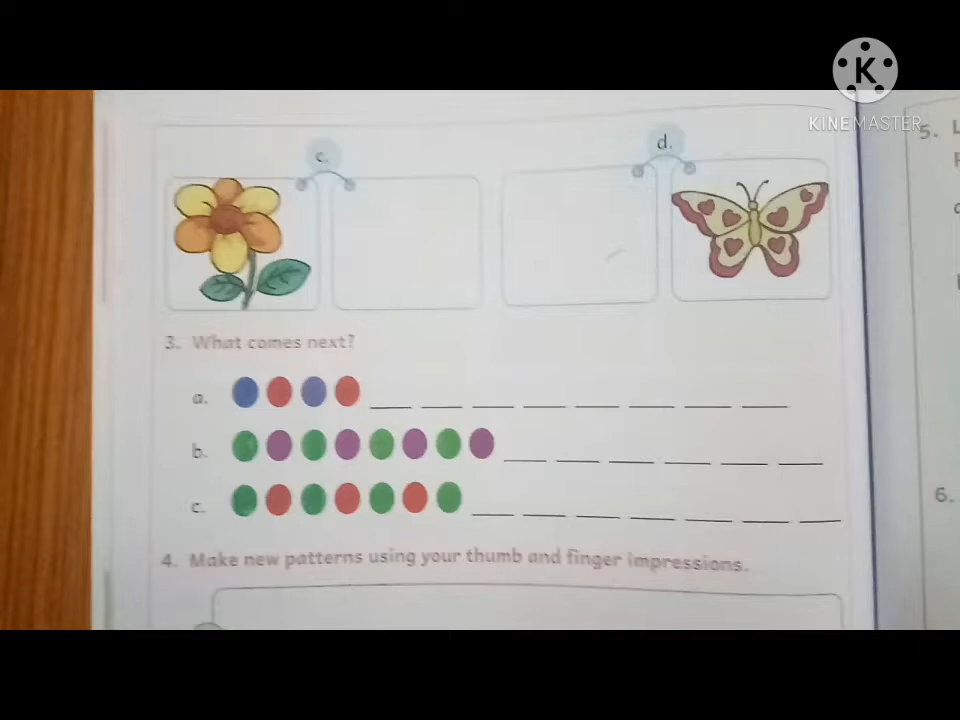 K
KINEMASTER
c.
d.
5.
3. What comes next?
a.
b.
c.
6.
4. Make new patterns using your thumb and finger impressions.